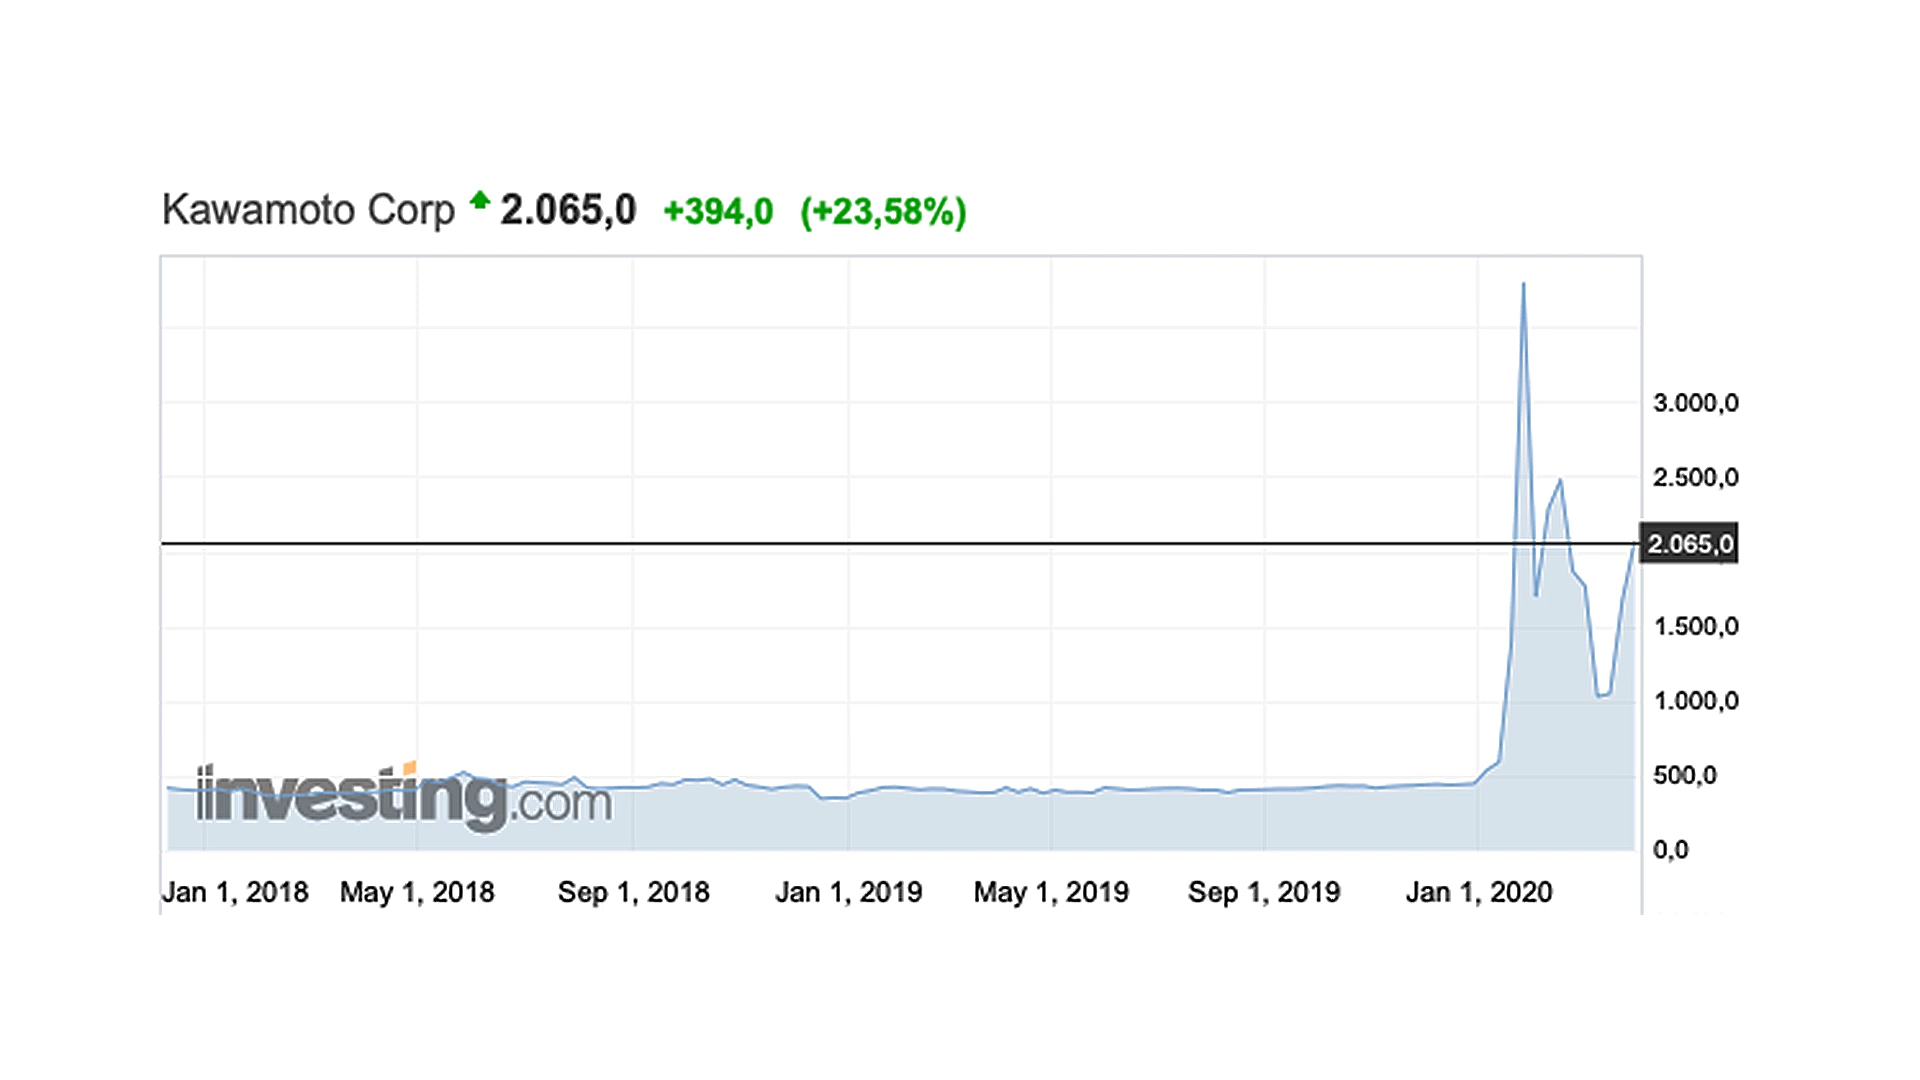 Kawamoto Corp 2.065,0 +394,0 (+23,58%)
3.000,0
2.500,0
2.065,0
1.500,0
1.000,0
500,0
0,0
investing.com
Jan 1, 2018 May 1, 2018 Sep 1, 2018 Jan 1, 2019 May 1, 2019 Sep 1, 2019 Jan 1, 2020